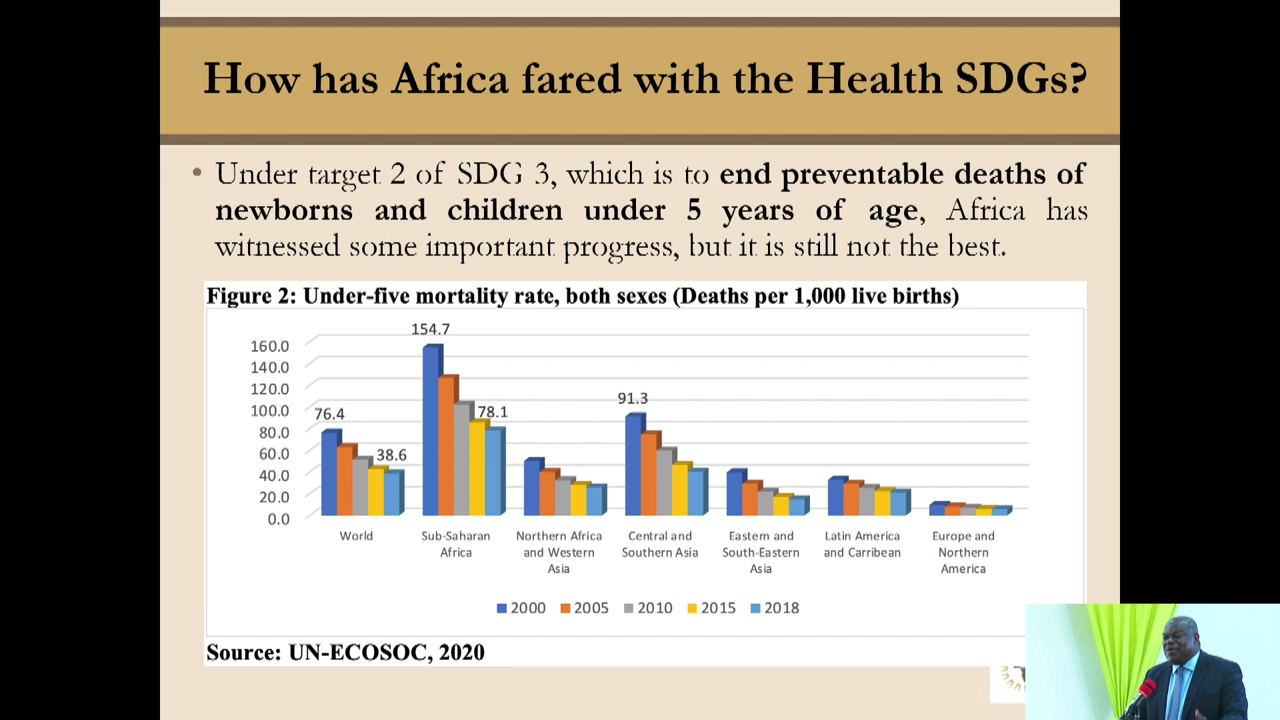 How has Africa fared with the Health SDGs?
• Under target 2 of SDG 3, which is to end preventable deaths of
newborns and children under 5 years of age, Africa has
witnessed some important progress, but it is still not the best.
Figure 2: Under-five mortality rate, both sexes (Deaths per 1,000 live births)
160.0
140.0
120.0
100.0
80.0
60.0
40.0
20.0
0.0
76.4
38.6
154.7
78.1
91.3
World
Sub-Saharan
Africa
Northern Africa
and Western
Asia
Central and
Southern Asia
Eastern and
South-Eastern
Asia
Latin America
and Carribean
Europe and
Northern
America
2000 2005 2010 2015 2018
Source: UN-ECOSOC, 2020